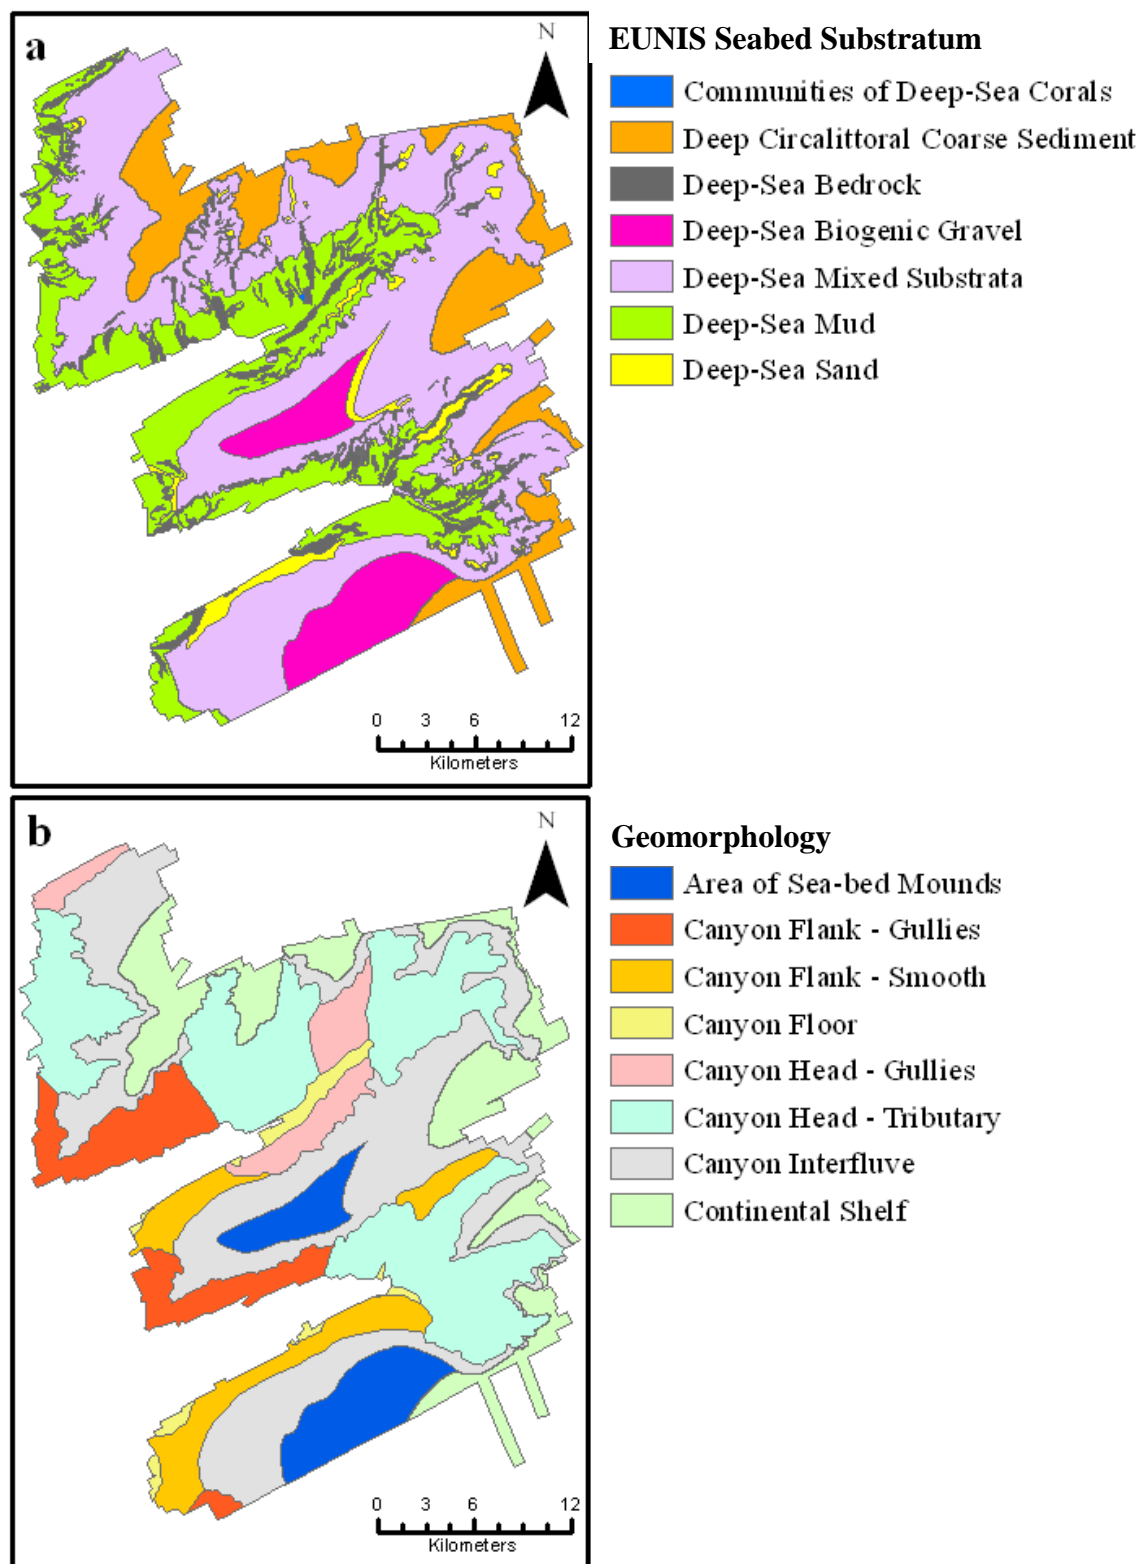 a
N
EUNIS Seabed Substratum
Communities of Deep-Sea Corals
Deep Circalittoral Coarse Sediment
Deep-Sea Bedrock
Deep-Sea Biogenic Gravel
Deep-Sea Mixed Substrata
Deep-Sea Mud
Deep-Sea Sand
0 3 6 12
Kilometers
b
N
Geomorphology
Area of Sea-bed Mounds
Canyon Flank - Gullies
Canyon Flank - Smooth
Canyon Floor
Canyon Head - Gullies
Canyon Head - Tributary
Canyon Interfluve
Continental Shelf
0 3 6 12
Kilometers